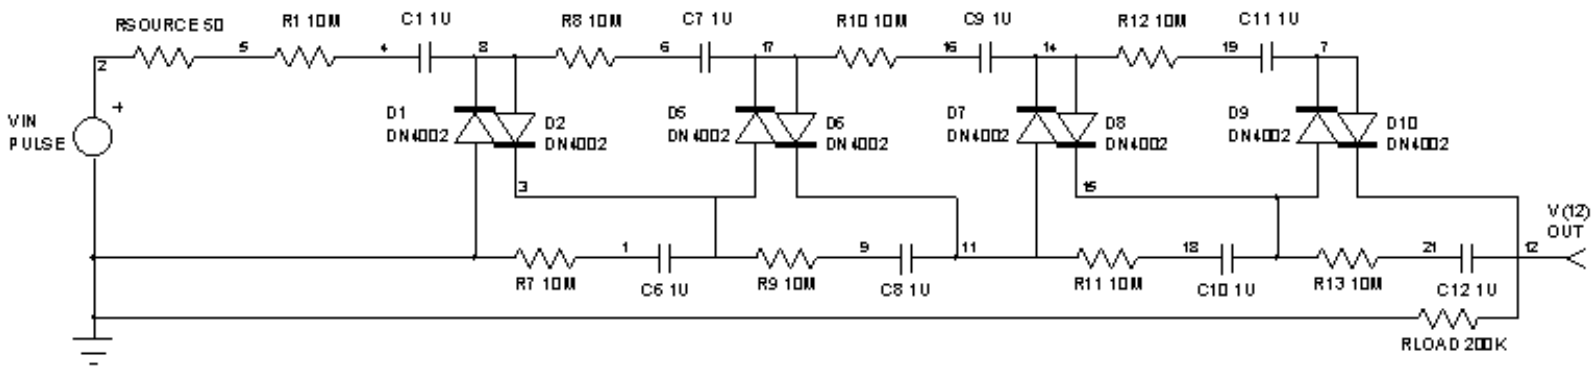 RSOURCE 50
R1 10M
C1 1U
R8 10M
C7 1U
R10 10M
C9 1U
R12 10M
C11 1U
2
5
4
8
6
17
16
14
19
7
+
VIN
PULSE
D1
DN4002
D2
DN4002
D5
DN4002
D6
DN4002
D7
DN4002
D8
DN4002
D9
DN4002
D10
DN4002
3
15
V(12)
OUT
1
9
11
18
21
12
R7 10M
C6 1U
R9 10M
C8 1U
R11 10M
C10 1U
R13 10M
C12 1U
RLOAD 200K